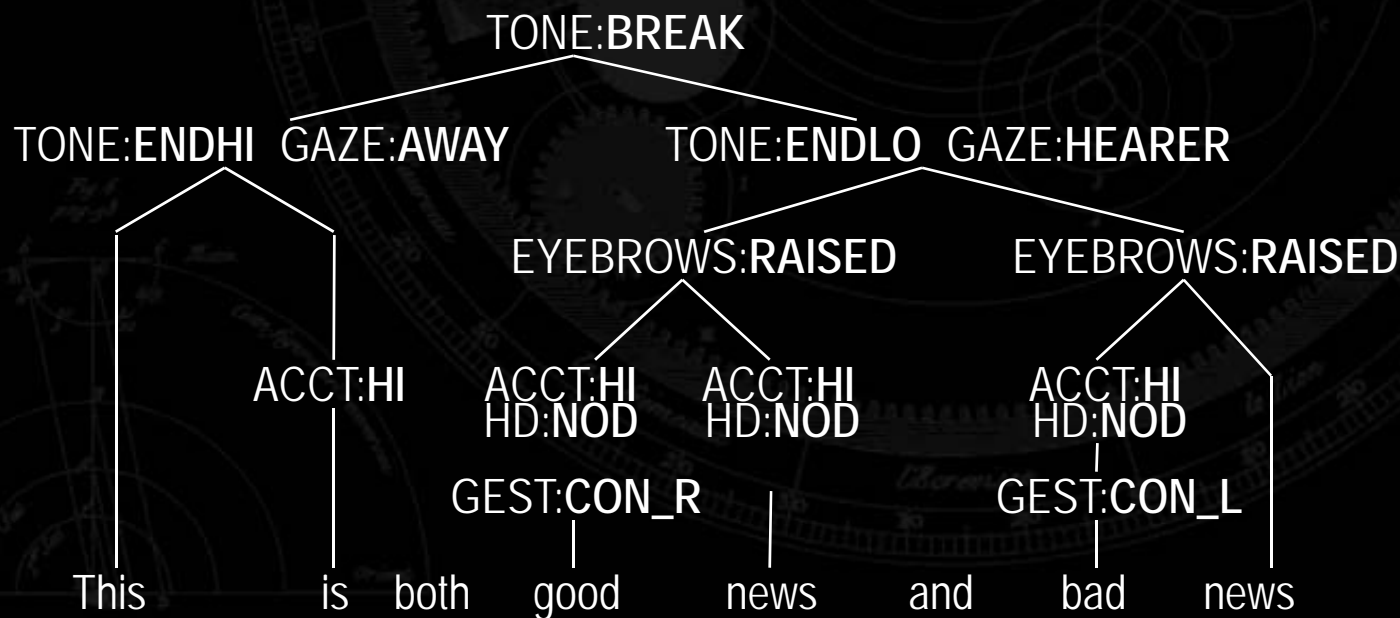 TONE:BREAK
TONE:ENDHI GAZE:AWAY TONE:ENDLO GAZE:HEARER
EYEBROWS:RAISED EYEBROWS:RAISED
ACCT:HI ACCT:HI ACCT:HI ACCT:HI
HD:NOD HD:NOD HD:NOD
GEST:CON_R GEST:CON_L
This is both good news and bad news